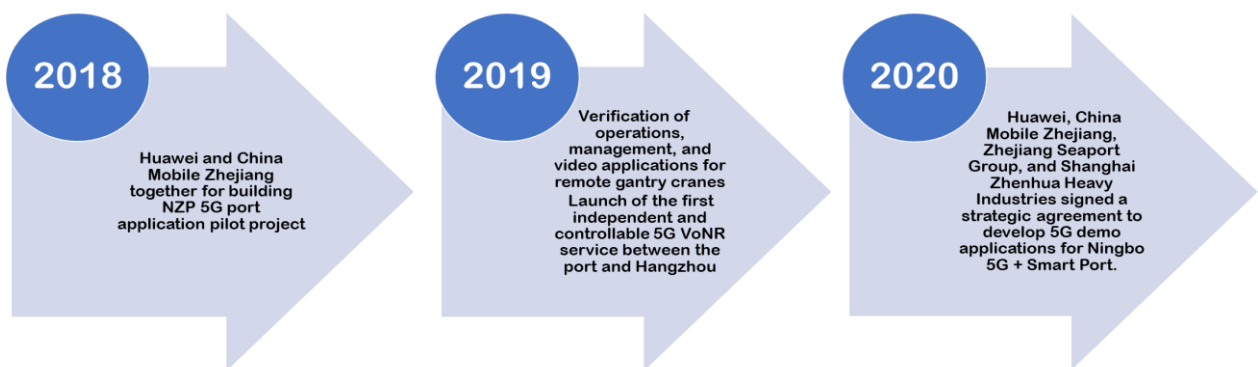 2018
Huawei and China
Mobile Zhejiang
together for building
NZP 5G port
application pilot project
2019
Verification of
operations,
management, and
video applications for
remote gantry cranes
Launch of the first
independent and
controllable 5G VoNR
service between the
port and Hangzhou
2020
Huawei, China
Mobile Zhejiang,
Zhejiang Seaport
Group, and Shanghai
Zhenhua Heavy
Industries signed a
strategic agreement to
develop 5G demo
applications for Ningbo
5G + Smart Port.